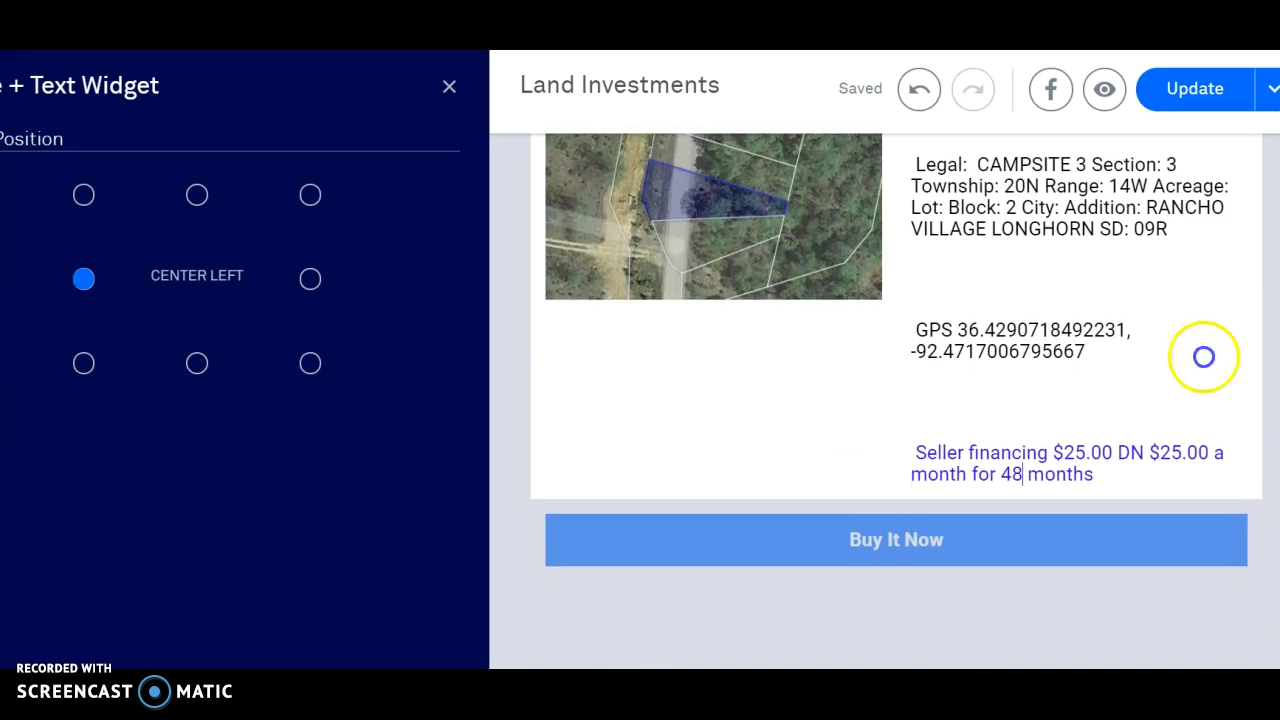 e + Text Widget
Position
CENTER LEFT
Land Investments
Saved
Update
Legal: CAMPSITE 3 Section: 3
Township: 20N Range: 14W Acreage:
Lot: Block: 2 City: Addition: RANCHO
VILLAGE LONGHORN SD: 09R
GPS 36.4290718492231,
-92.4717006795667
Seller financing $25.00 DN $25.00 a
month for 48 months
Buy It Now
RECORDED WITH
SCREENCAST MATIC